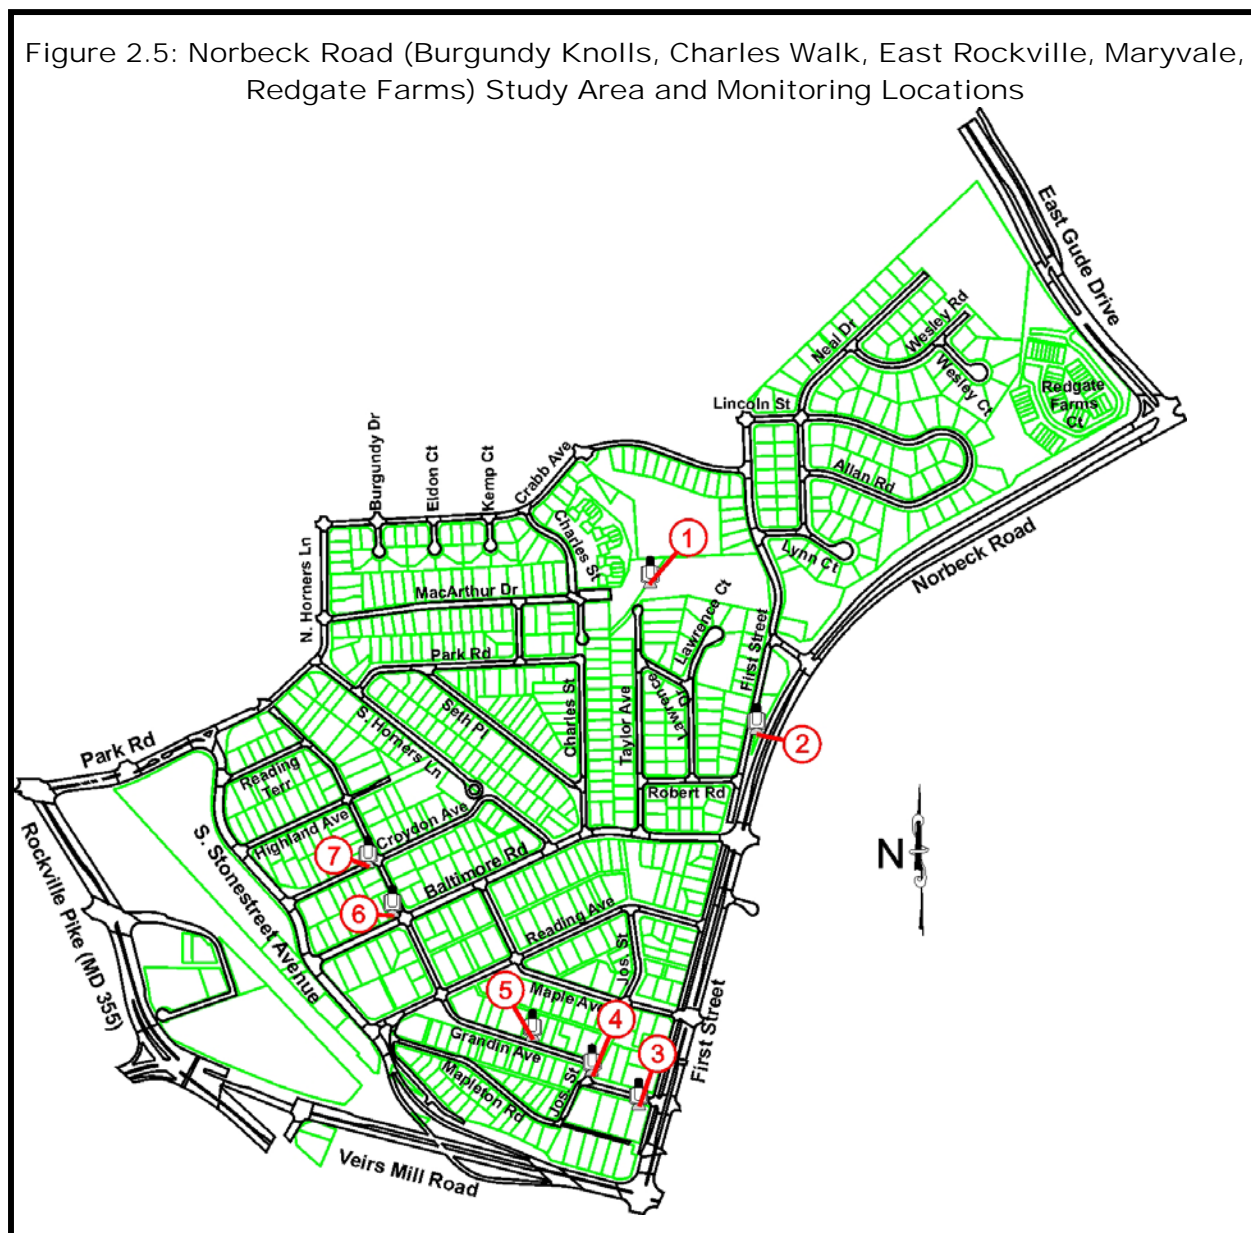 Figure 2.5: Norbeck Road (Burgundy Knolls, Charles Walk, East Rockville, Maryvale,
Redgate Farms) Study Area and Monitoring Locations
East Gude Drive
Neal Dr
Wesley Rd
Wesley Ct
Redgate
Farms
Ct
Lincoln St
Burgundy Dr
Eldon Ct
Kemp Ct
Crabb Ave
Allan Rd
Charles St
1
Lynn Ct
Norbeck Road
N. Horners Ln
MacArthur Dr
Lawrence Ct
First Street
Park Rd
Charles St
Taylor Ave
Lawrence
Dr
Seth Pl
S. Horners Ln
2
Park Rd
Reading
Terr.
Robert Rd
Highland Ave
Croydon Ave
7
Baltimore Rd
N
6
S. Stonestreet Avenue
Rockville Pike (MD 355)
Reading Ave
Jos. St
Maple Ave
5
4
3
Grandin Ave
Jos. St
Mapleton Rd
First Street
Veirs Mill Road